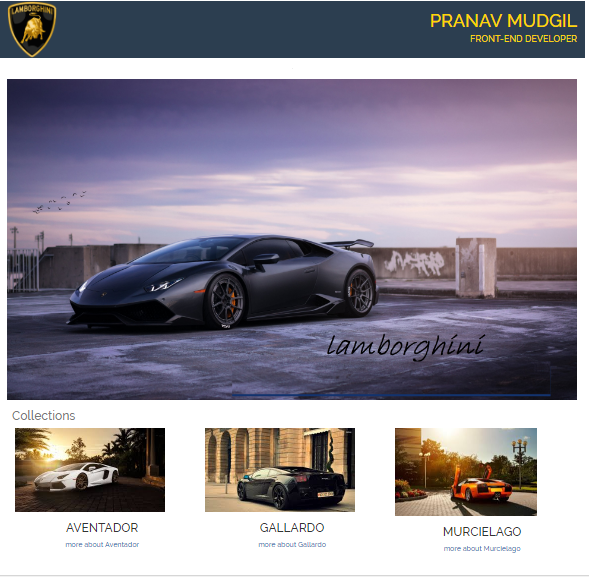 LAMBORGHINI
PRANAV MUDGIL
FRONT-END DEVELOPER
lamborghini
Collections
AVENTADOR
more about Aventador
GALLARDO
more about Gallardo
MURCIELAGO
more about Murcielago